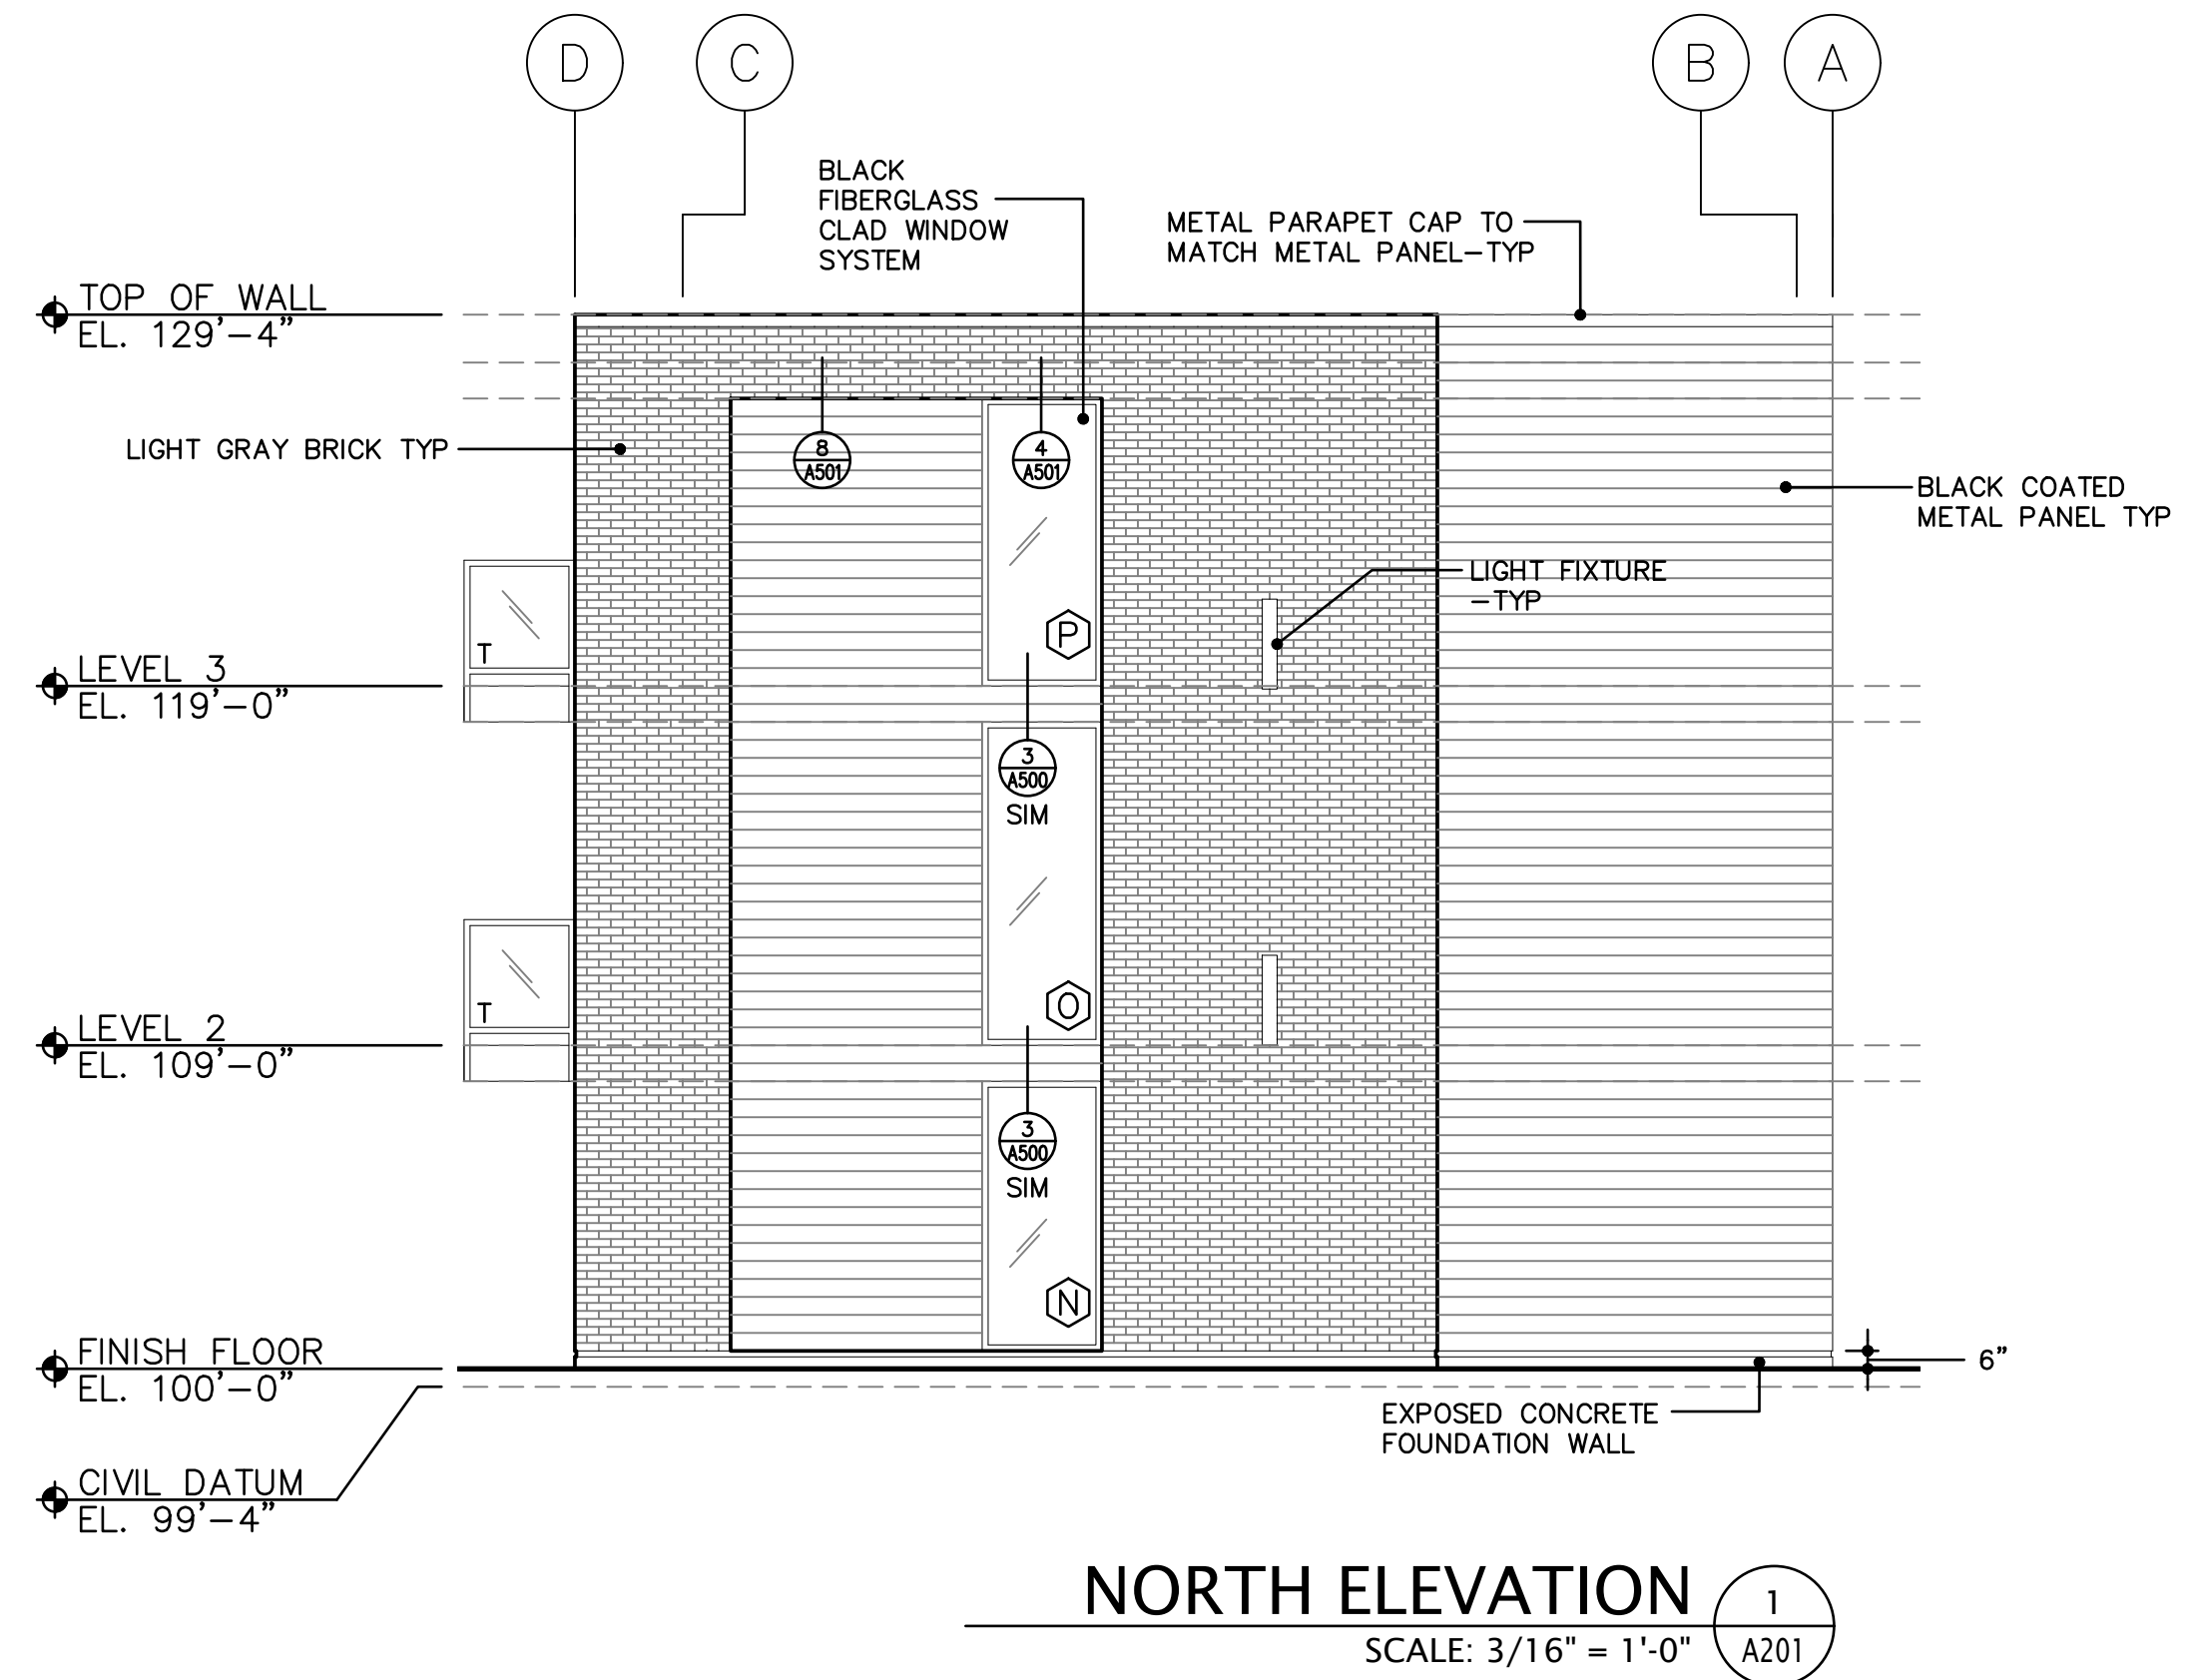 D
C
B
A
BLACK
FIBERGLASS
CLAD WINDOW
SYSTEM
METAL PARAPET CAP TO
MATCH METAL PANEL–TYP
TOP OF WALL
EL. 129'–4"
LIGHT GRAY BRICK TYP
8
A501
4
A501
BLACK COATED
METAL PANEL TYP
LIGHT FIXTURE
–TYP
P
T
LEVEL 3
EL. 119'–0"
3
A500
SIM
O
T
LEVEL 2
EL. 109'–0"
3
A500
SIM
N
FINISH FLOOR
EL. 100'–0"
6"
EXPOSED CONCRETE
FOUNDATION WALL
CIVIL DATUM
EL. 99'–4"
NORTH ELEVATION
SCALE: 3/16" = 1'-0"
1
A201